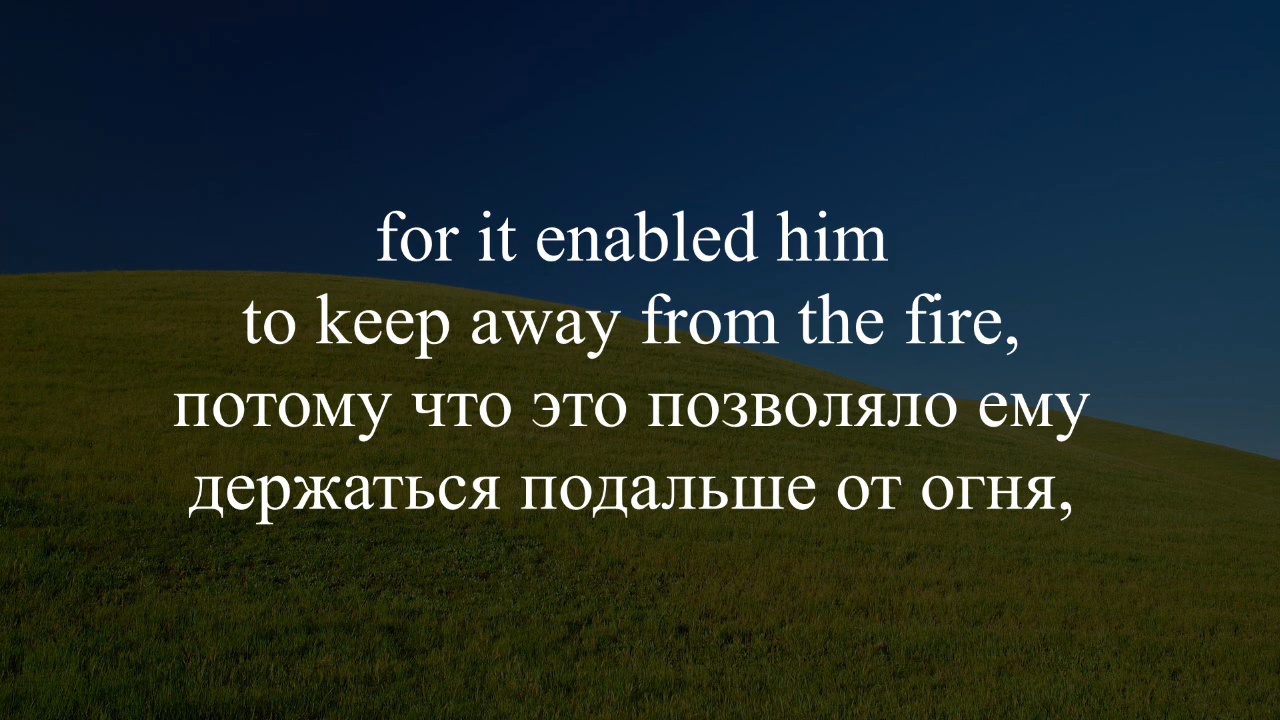 for it enabled him
to keep away from the fire,
потому что это позволяло ему
держаться подальше от огня,